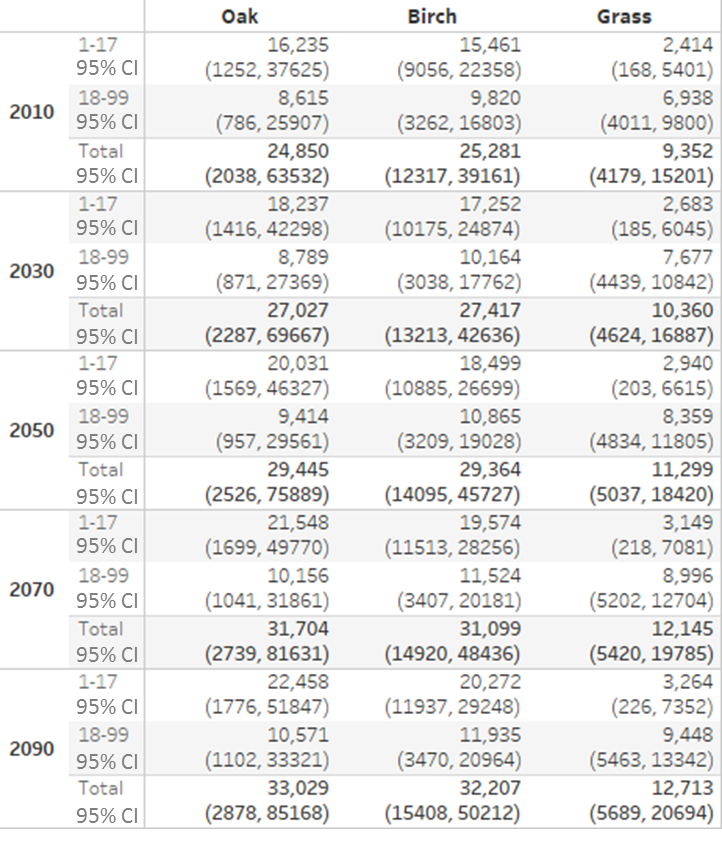 Oak Birch Grass
1-17 16,235 15,461 2,414
95% CI (1252, 37625) (9056, 22358) (168, 5401)
18-99 8,615 9,820 6,938
2010
95% CI (786, 25907) (3262, 16803) (4011, 9800)
Total 24,850 25,281 9,352
95% CI (2038, 63532) (12317, 39161) (4179, 15201)
1-17 18,237 17,252 2,683
95% CI (1416, 42298) (10175, 24874) (185, 6045)
18-99 8,789 10,164 7,677
2030
95% CI (871, 27369) (3038, 17762) (4439, 10842)
Total 27,027 27,417 10,360
95% CI (2287, 69667) (13213, 42636) (4624, 16887)
1-17 20,031 18,499 2,940
95% CI (1569, 46327) (10885, 26699) (203, 6615)
18-99 9,414 10,865 8,359
2050
95% CI (957, 29561) (3209, 19028) (4834, 11805)
Total 29,445 29,364 11,299
95% CI (2526, 75889) (14095, 45727) (5037, 18420)
1-17 21,548 19,574 3,149
95% CI (1699, 49770) (11513, 28256) (218, 7081)
18-99 10,156 11,524 8,996
2070
95% CI (1041, 31861) (3407, 20181) (5202, 12704)
Total 31,704 31,099 12,145
95% CI (2739, 81631) (14920, 48436) (5420, 19785)
1-17 22,458 20,272 3,264
95% CI (1776, 51847) (11937, 29248) (226, 7352)
18-99 10,571 11,935 9,448
2090
95% CI (1102, 33321) (3470, 20964) (5463, 13342)
Total 33,029 32,207 12,713
95% CI (2878, 85168) (15408, 50212) (5689, 20694)